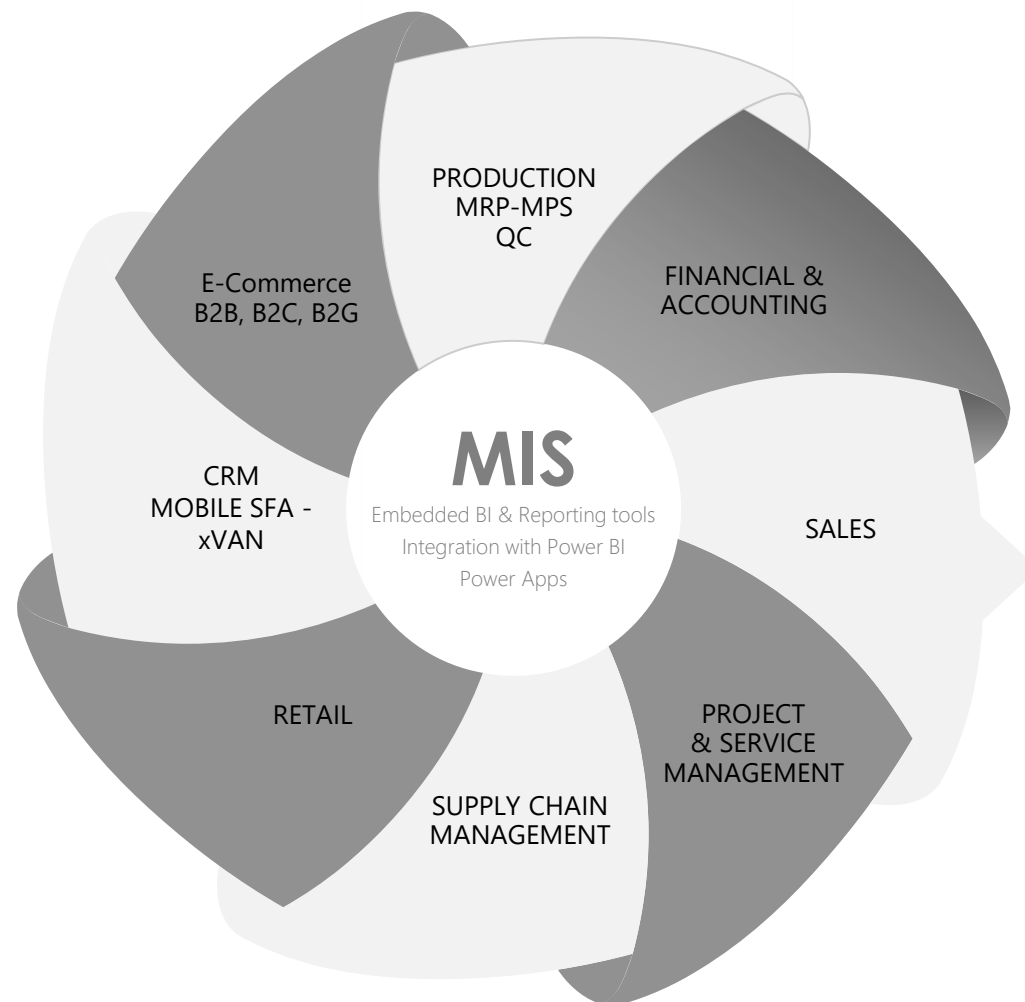 PRODUCTION
MRP-MPS
QC
FINANCIAL &
ACCOUNTING
E-Commerce
B2B, B2C, B2G
MIS
Embedded BI & Reporting tools
Integration with Power BI
Power Apps
CRM
MOBILE SFA -
xVAN
SALES
RETAIL
PROJECT
& SERVICE
MANAGEMENT
SUPPLY CHAIN
MANAGEMENT